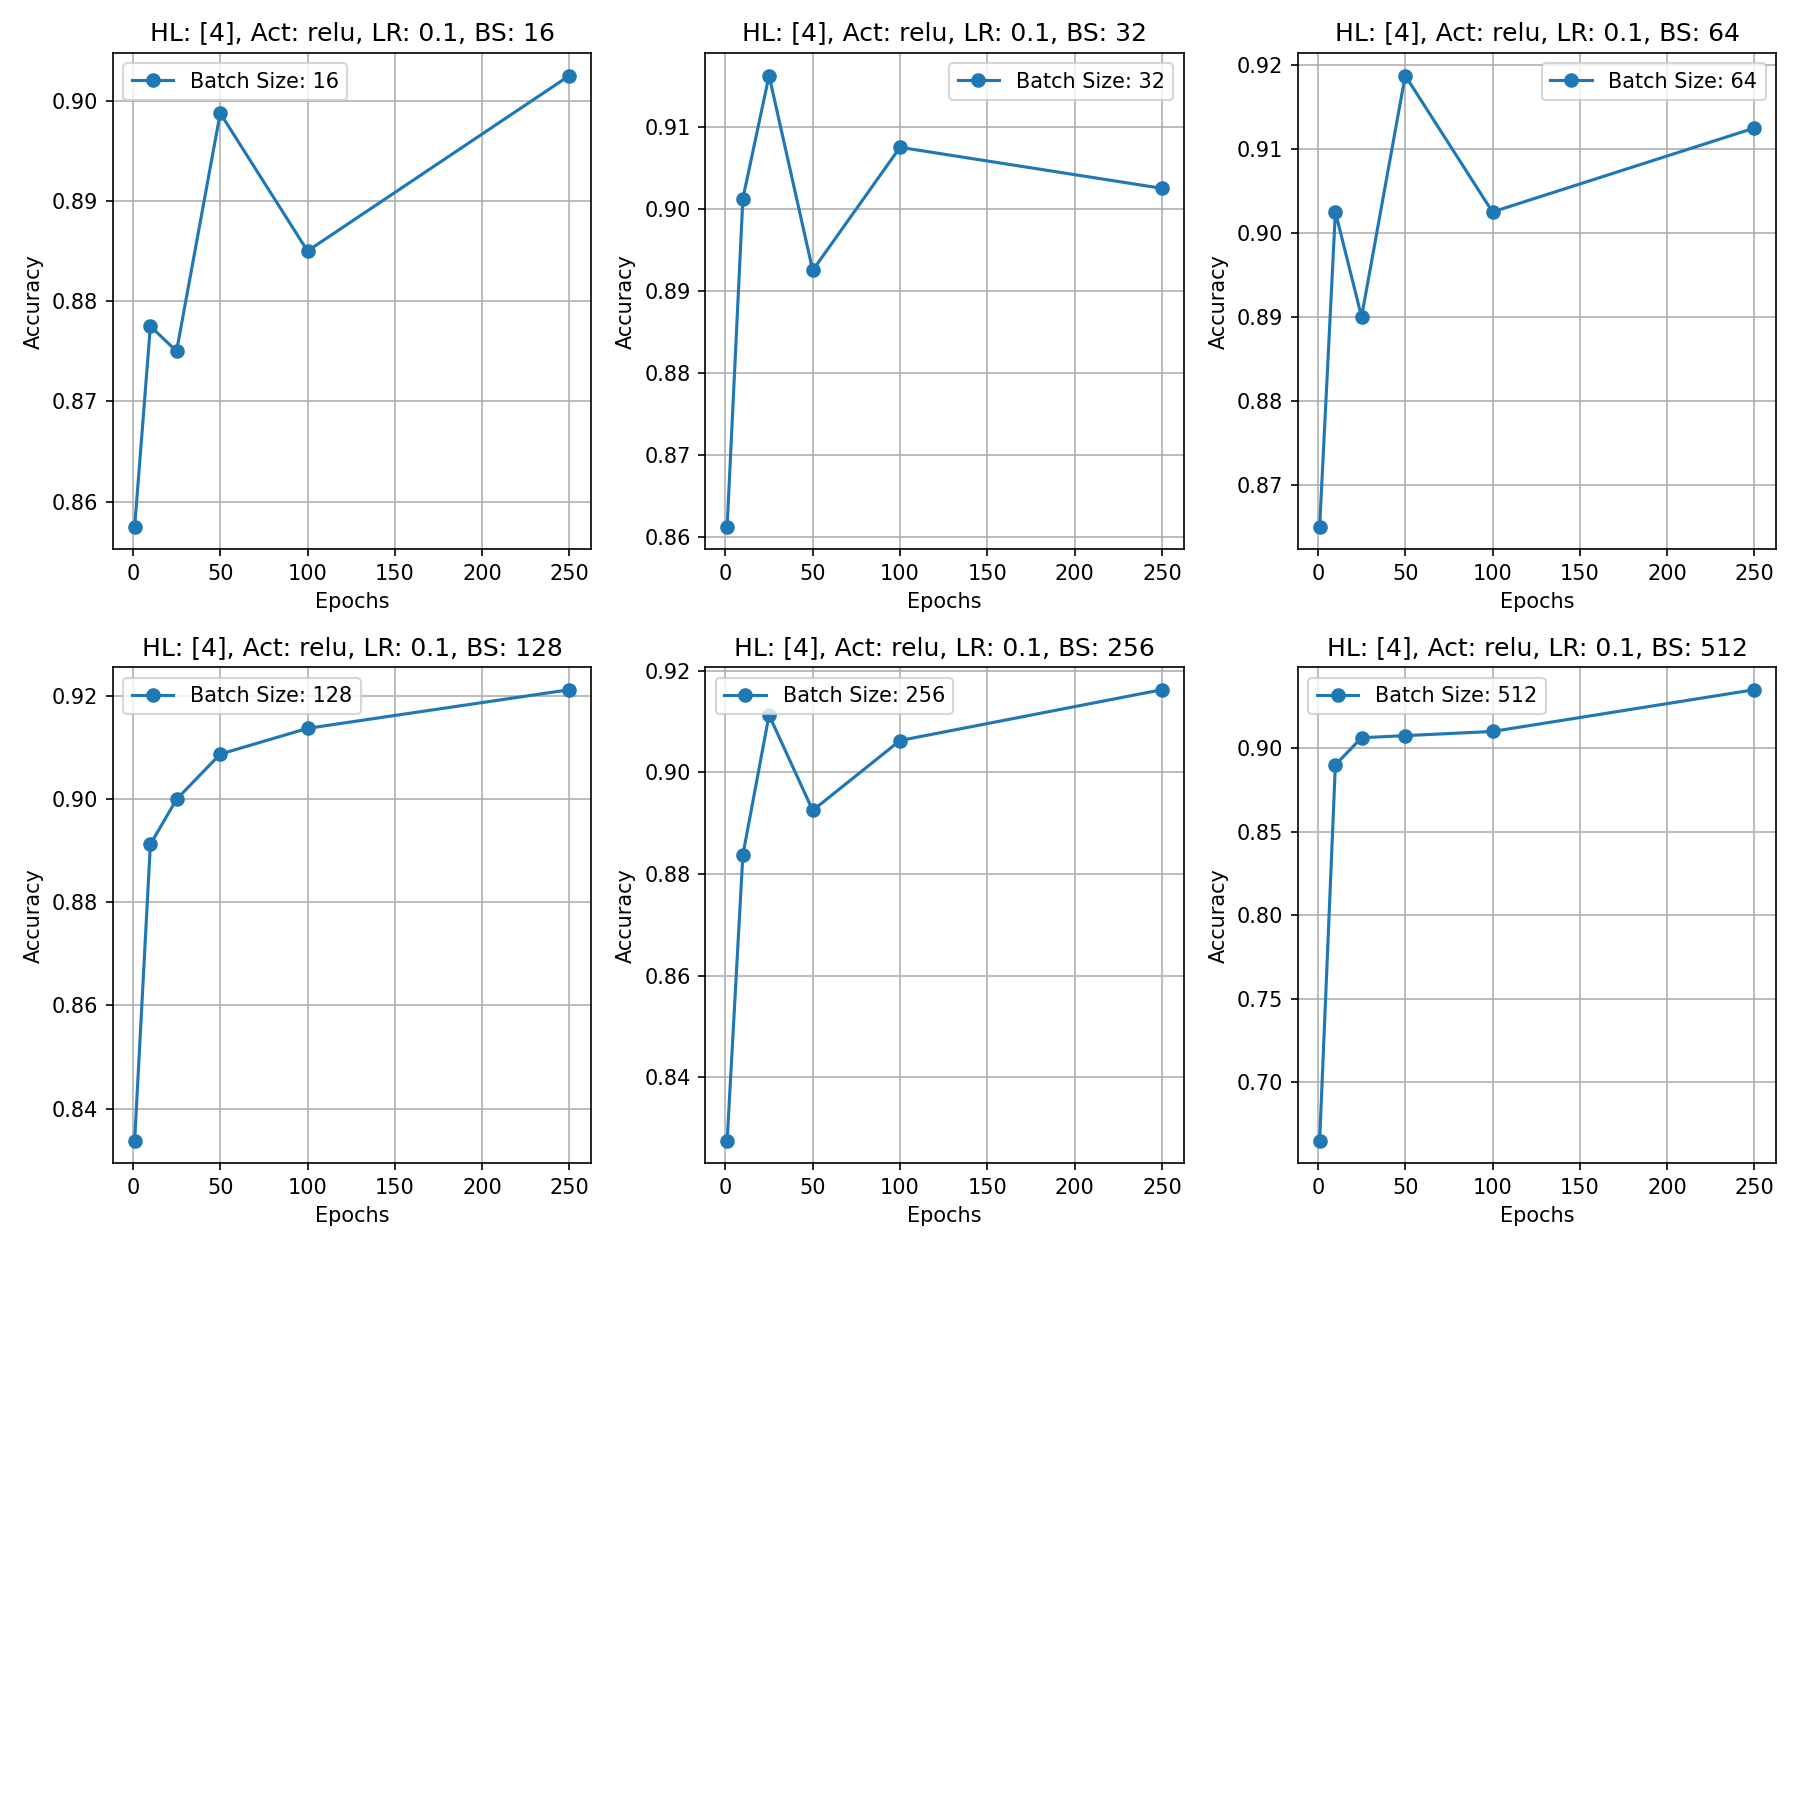 HL: [4], Act: relu, LR: 0.1, BS: 16
Batch Size: 16
Accuracy
0.90
0.89
0.88
0.87
0.86
0 50 100 150 200 250
Epochs
HL: [4], Act: relu, LR: 0.1, BS: 32
Batch Size: 32
Accuracy
0.91
0.90
0.89
0.88
0.87
0.86
0 50 100 150 200 250
Epochs
HL: [4], Act: relu, LR: 0.1, BS: 64
Batch Size: 64
Accuracy
0.92
0.91
0.90
0.89
0.88
0.87
0 50 100 150 200 250
Epochs
HL: [4], Act: relu, LR: 0.1, BS: 128
Batch Size: 128
Accuracy
0.92
0.90
0.88
0.86
0.84
0 50 100 150 200 250
Epochs
HL: [4], Act: relu, LR: 0.1, BS: 256
Batch Size: 256
Accuracy
0.92
0.90
0.88
0.86
0.84
0 50 100 150 200 250
Epochs
HL: [4], Act: relu, LR: 0.1, BS: 512
Batch Size: 512
Accuracy
0.90
0.85
0.80
0.75
0.70
0 50 100 150 200 250
Epochs